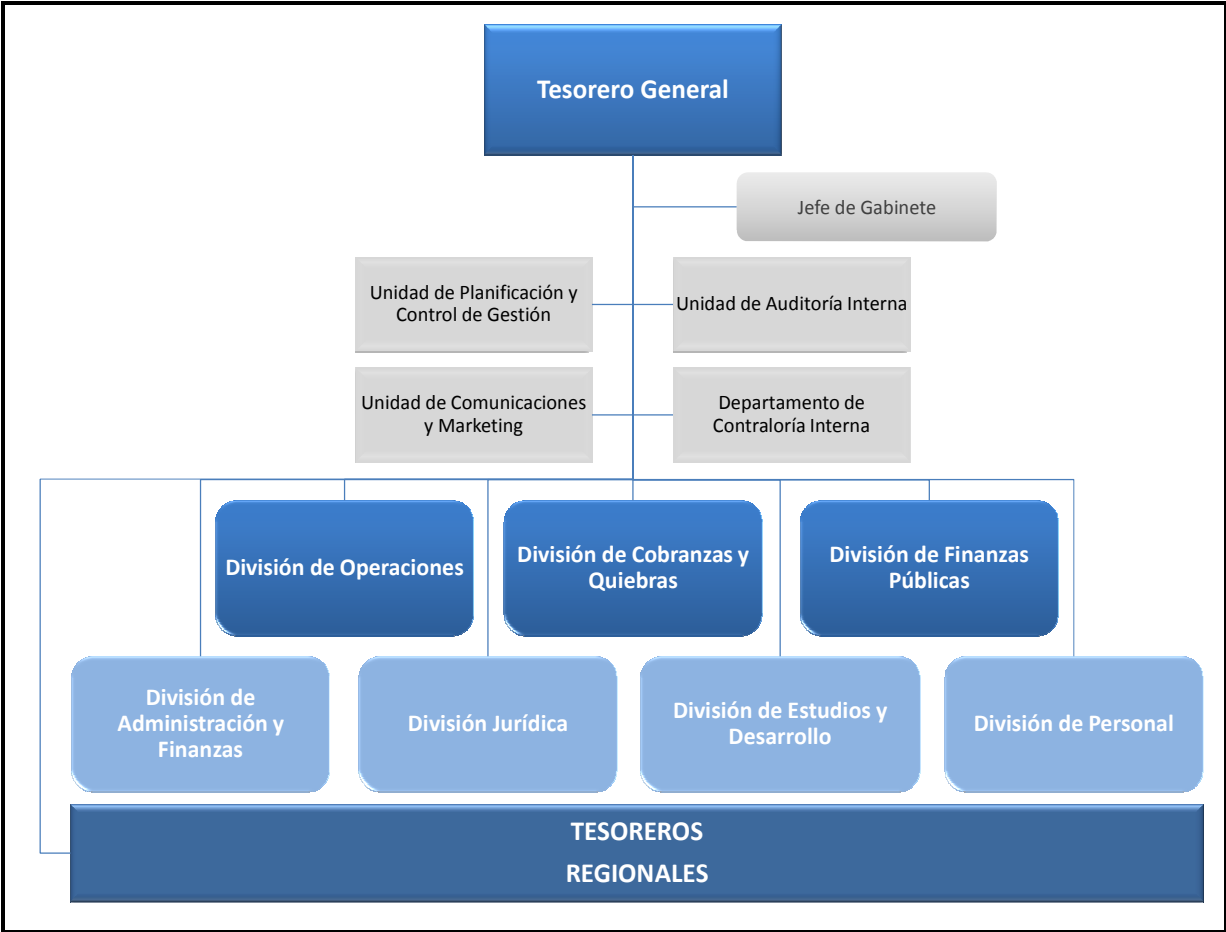 Tesorero General
Jefe de Gabinete
Unidad de Planificación y
Control de Gestión
Unidad de Auditoría Interna
Unidad de Comunicaciones
y Marketing
Departamento de
Contraloría Interna
División de Operaciones
División de Cobranzas y
Quiebras
División de Finanzas
Públicas
División de
Administración y
Finanzas
División Jurídica
División de Estudios y
Desarrollo
División de Personal
TESOREROS
REGIONALES